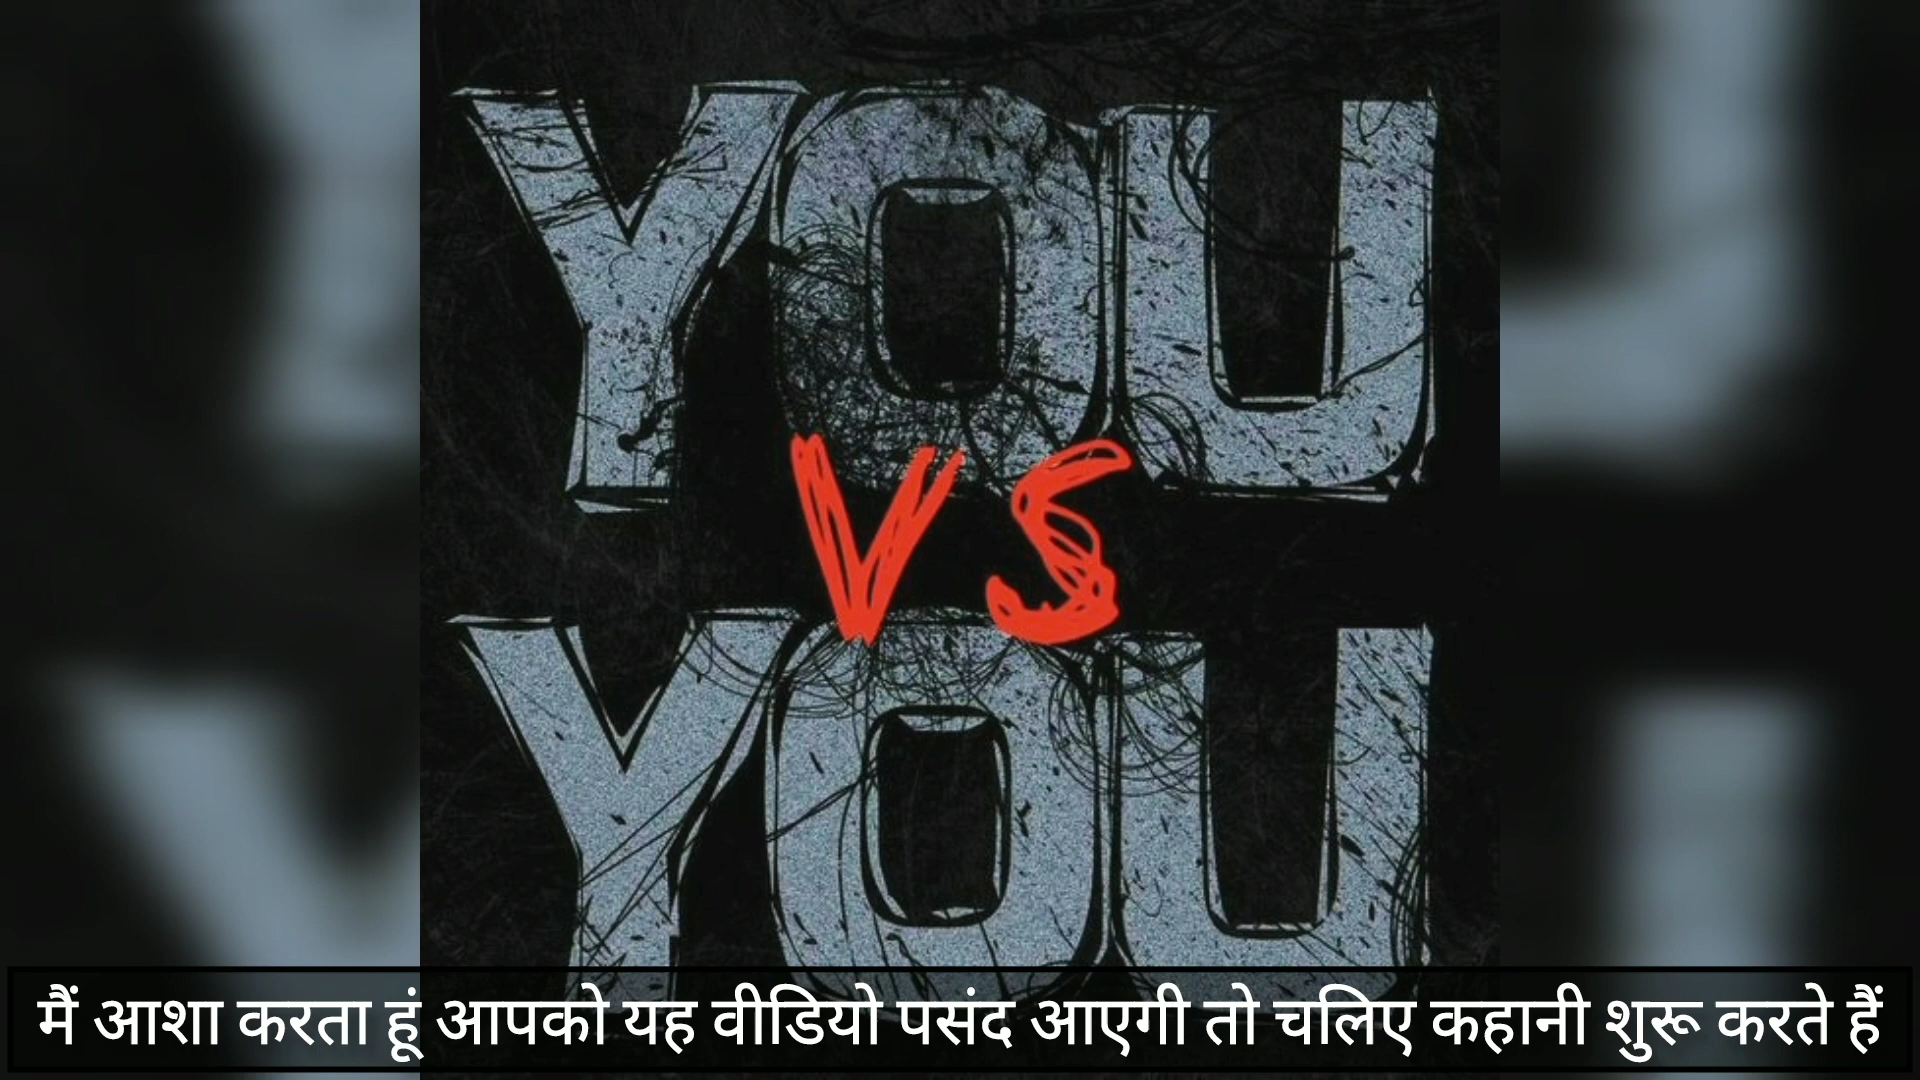 YOU
VS
YOU
मैं आशा करता हूं आपको यह वीडियो पसंद आएगी तो चलिए कहानी शुरू करते हैं